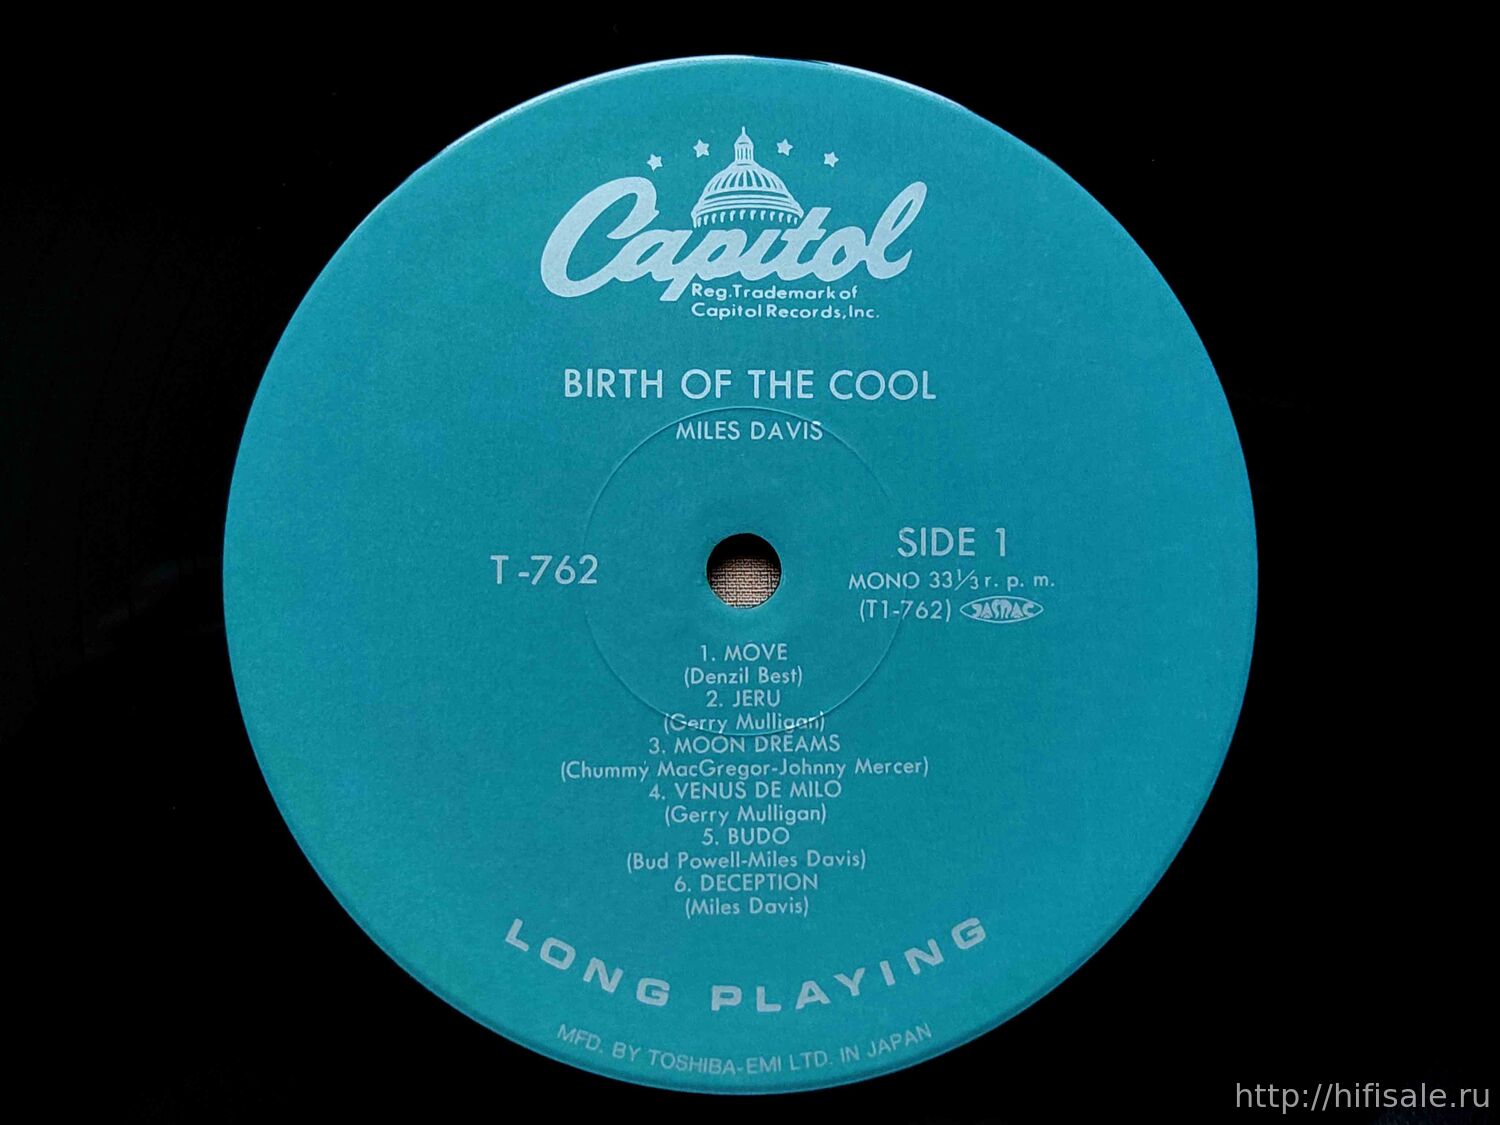 Capitol
Reg.Trademark of
Capitol Records,Inc.
BIRTH OF THE COOL
MILES DAVIS
T-762
SIDE 1
MONO 33⅓ r. p. m.
(T1-762) JASRAC
1. MOVE
(Denzil Best)
2. JERU
(Gerry Mulligan)
3. MOON DREAMS
(Chummy MacGregor-Johnny Mercer)
4. VENUS DE MILO
(Gerry Mulligan)
5. BUDO
(Bud Powell-Miles Davis)
6. DECEPTION
(Miles Davis)
LONG PLAYING
MFD. BY TOSHIBA-EMI LTD. IN JAPAN
http://hifisale.ru